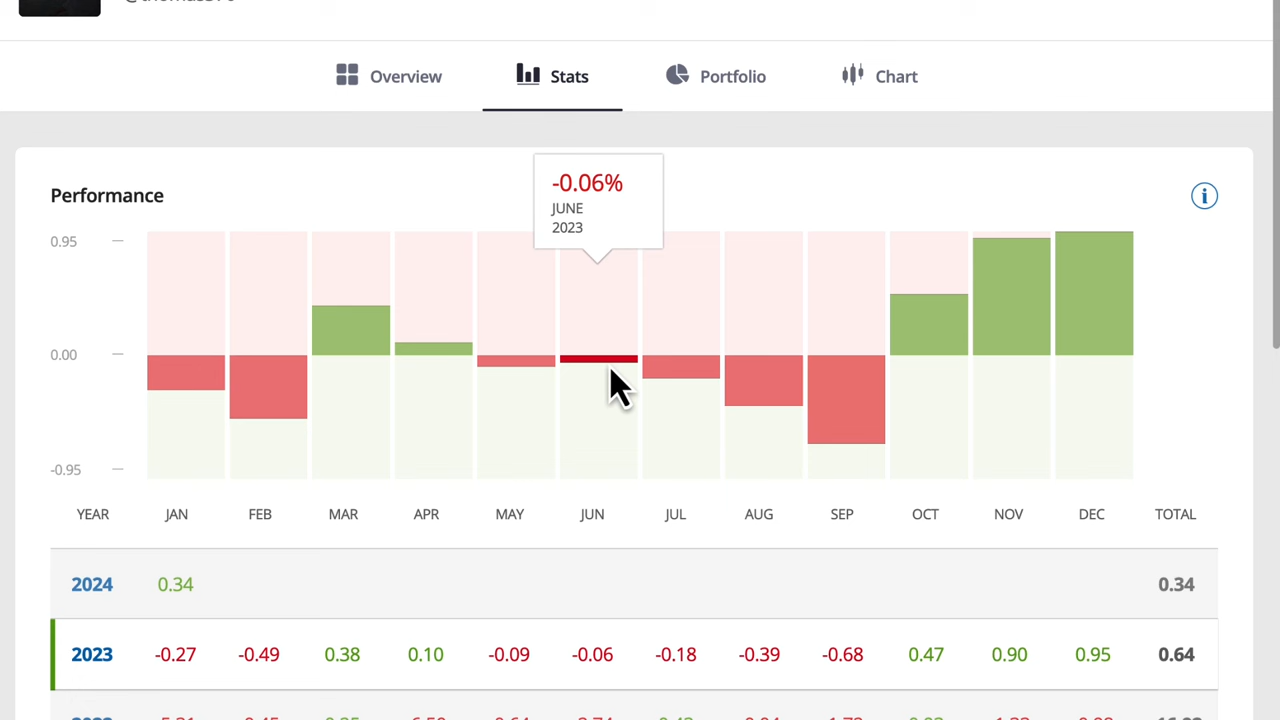 Overview Stats Portfolio Chart
-0.06%
JUNE
2023
Performance
0.95
0.00
-0.95
YEAR JAN FEB MAR APR MAY JUN JUL AUG SEP OCT NOV DEC TOTAL
2024 0.34 0.34
2023 -0.27 -0.49 0.38 0.10 -0.09 -0.06 -0.18 -0.39 -0.68 0.47 0.90 0.95 0.64